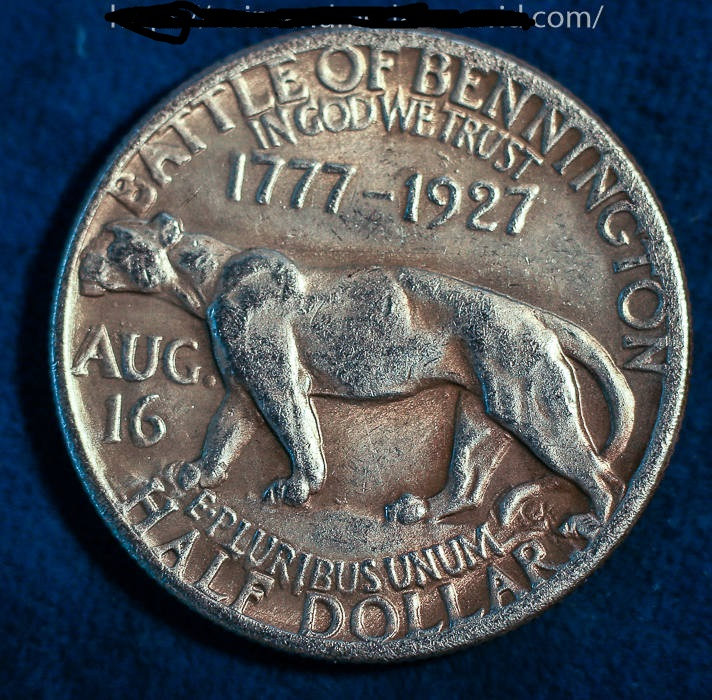 .com/
BATTLE OF BENNINGTON
IN GOD WE TRUST
1777-1927
AUG.
16
E PLURIBUS UNUM
HALF DOLLAR